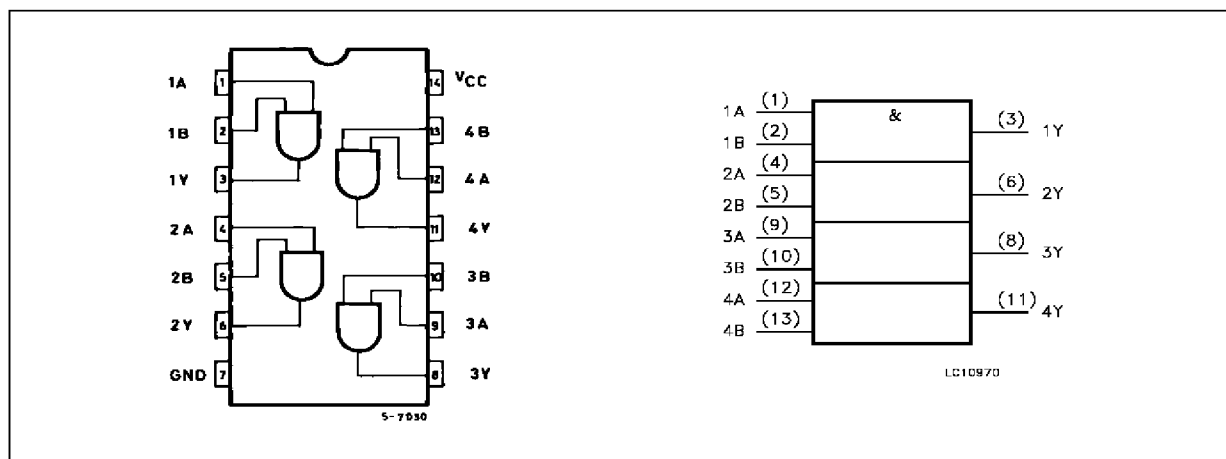 1A 1 14 VCC
1B 2 13 4B
1Y 3 12 4A
2A 4 11 4Y
2B 5 10 3B
2Y 6 9 3A
GND 7 8 3Y
S-7030
&
1A (1)
1B (2)
2A (4)
2B (5)
3A (9)
3B (10)
4A (12)
4B (13)
(3) 1Y
(6) 2Y
(8) 3Y
(11) 4Y
LC10970